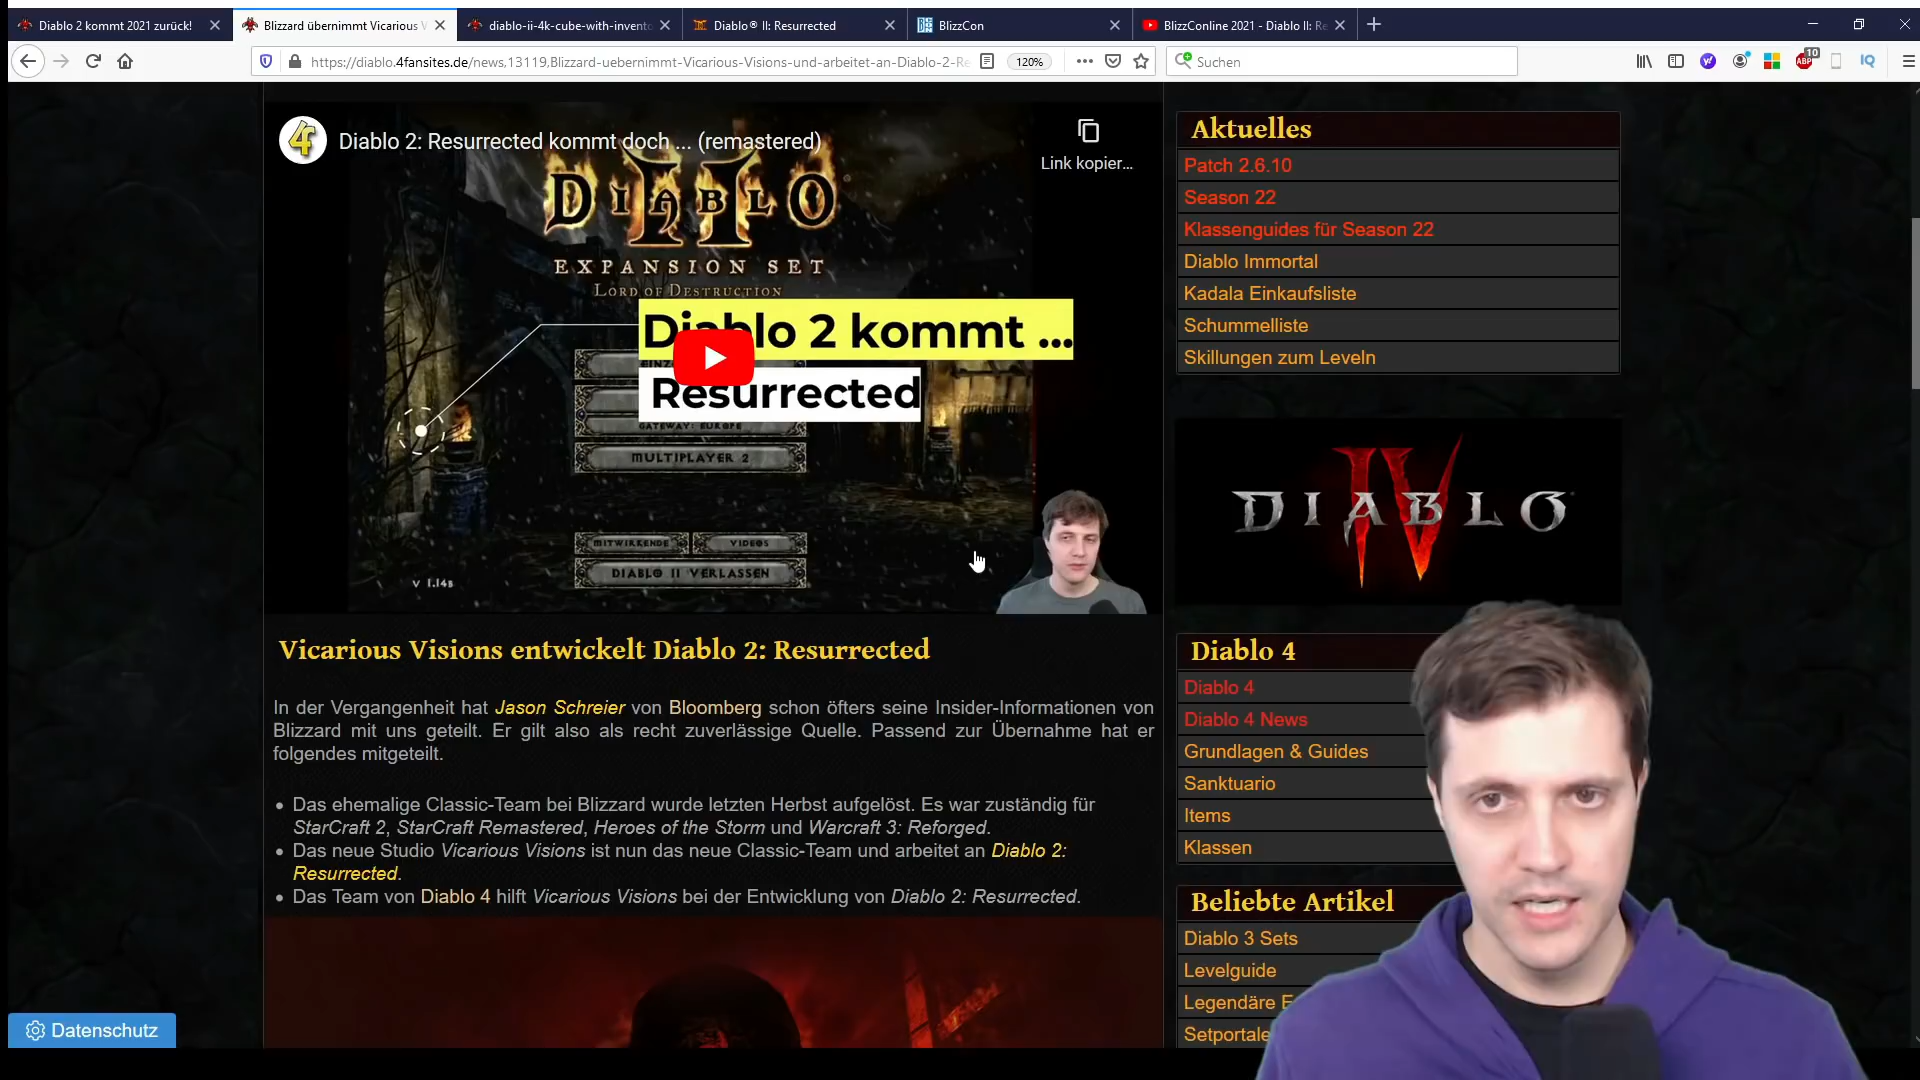 Diablo 2 kommt 2021 zurück!
Blizzard übernimmt Vicarious V
diablo-ii-4k-cube-with-invento
Diablo® II: Resurrected
BlizzCon
BlizzConline 2021 - Diablo II: Re
https://diablo.4fansites.de/news,13119,Blizzard-uebernimmt-Vicarious-Visions-und-arbeitet-an-Diablo-2-Re
120%
Suchen
10
ABP
IQ
4
Diablo 2: Resurrected kommt doch ... (remastered)
Link kopier...
DIABLO
II
EXPANSION SET
LORD OF DESTRUCTION
Diablo 2 kommt ...
Resurrected
GATEWAY: EUROPE
MULTIPLAYER 2
MITWIRKENDE
VIDEOS
DIABLO II VERLASSEN
V 1.14B
Vicarious Visions entwickelt Diablo 2: Resurrected
In der Vergangenheit hat Jason Schreier von Bloomberg schon öfters seine Insider-Informationen von
Blizzard mit uns geteilt. Er gilt also als recht zuverlässige Quelle. Passend zur Übernahme hat er
folgendes mitgeteilt.
• Das ehemalige Classic-Team bei Blizzard wurde letzten Herbst aufgelöst. Es war zuständig für
StarCraft 2, StarCraft Remastered, Heroes of the Storm und Warcraft 3: Reforged.
• Das neue Studio Vicarious Visions ist nun das neue Classic-Team und arbeitet an Diablo 2:
Resurrected.
• Das Team von Diablo 4 hilft Vicarious Visions bei der Entwicklung von Diablo 2: Resurrected.
Datenschutz
Aktuelles
Patch 2.6.10
Season 22
Klassenguides für Season 22
Diablo Immortal
Kadala Einkaufsliste
Schummelliste
Skillungen zum Leveln
DIABLO
IV
Diablo 4
Diablo 4
Diablo 4 News
Grundlagen & Guides
Sanktuario
Items
Klassen
Beliebte Artikel
Diablo 3 Sets
Levelguide
Legendäre E
Setportale